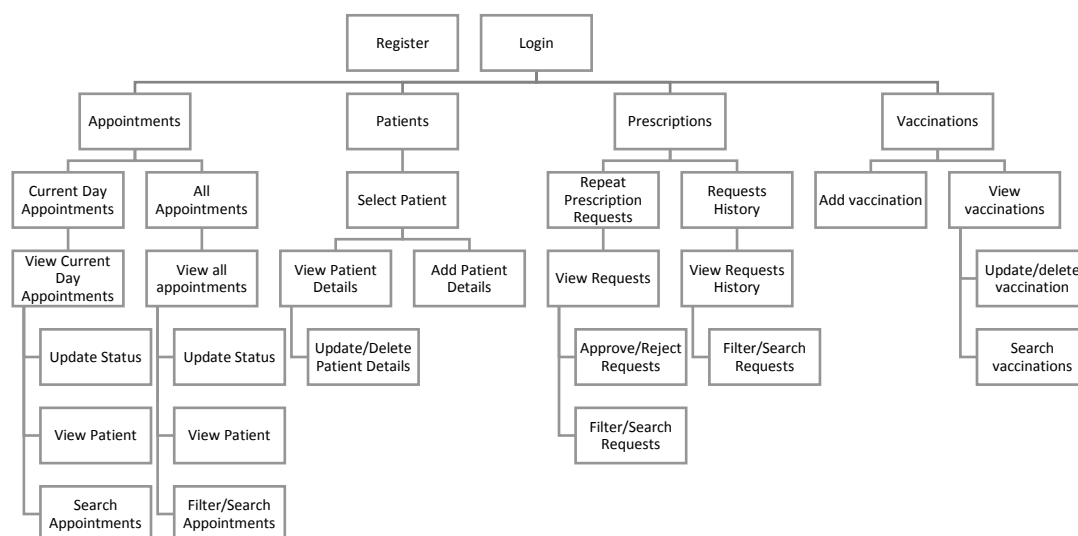 Register
Login
Appointments
Patients
Prescriptions
Vaccinations
Current Day
Appointments
All
Appointments
Select Patient
Repeat
Prescription
Requests
Requests
History
Add vaccination
View
vaccinations
View Current
Day
Appointments
View all
appointments
View Patient
Details
Add Patient
Details
View Requests
View Requests
History
Update/delete
vaccination
Update Status
Update Status
Update/Delete
Patient Details
Approve/Reject
Requests
Filter/Search
Requests
Search
vaccinations
View Patient
View Patient
Filter/Search
Requests
Search
Appointments
Filter/Search
Appointments